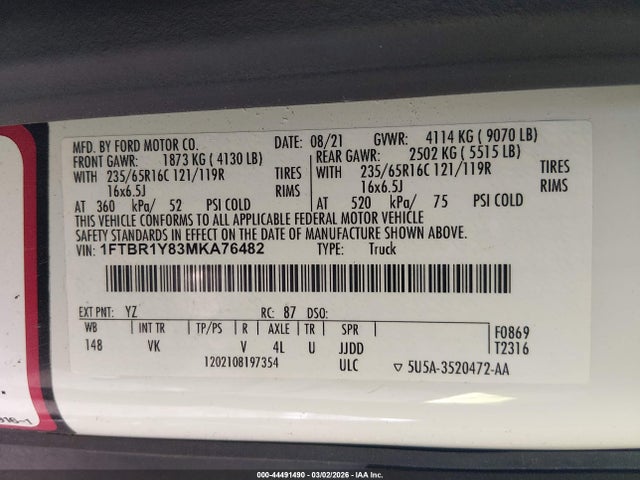 MFD. BY FORD MOTOR CO. DATE: 08/21 GVWR: 4114 KG ( 9070 LB)
FRONT GAWR: 1873 KG ( 4130 LB) REAR GAWR: 2502 KG ( 5515 LB)
WITH 235/65R16C 121/119R TIRES WITH 235/65R16C 121/119R TIRES
16x6.5J RIMS 16x6.5J RIMS
AT 360 kPa/ 52 PSI COLD AT 520 kPa/ 75 PSI COLD
THIS VEHICLE CONFORMS TO ALL APPLICABLE FEDERAL MOTOR VEHICLE
SAFETY STANDARDS IN EFFECT ON THE DATE OF MANUFACTURE SHOWN ABOVE.
VIN: 1FTBR1Y83MKA76482 TYPE: Truck
EXT PNT: YZ RC: 87 DSO:
WB INT TR TP/PS R AXLE TR SPR F0869
148 VK V 4L U JJDD T2316
1202108197354 ULC ▽ 5U5A-3520472-AA
000-44491490 - 03/02/2026 - IAAI.COM